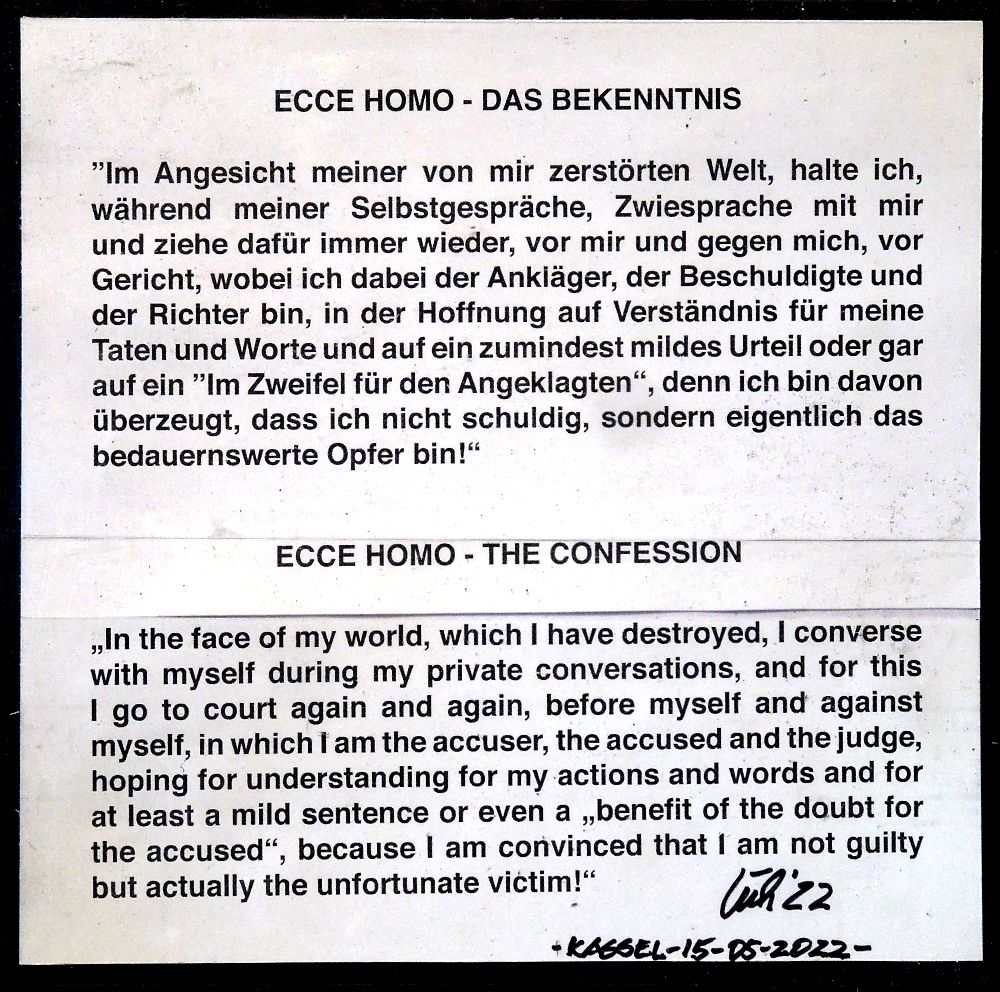 ECCE HOMO - DAS BEKENNTNIS
”Im Angesicht meiner von mir zerstörten Welt, halte ich,
während meiner Selbstgespräche, Zwiesprache mit mir
und ziehe dafür immer wieder, vor mir und gegen mich, vor
Gericht, wobei ich dabei der Ankläger, der Beschuldigte und
der Richter bin, in der Hoffnung auf Verständnis für meine
Taten und Worte und auf ein zumindest mildes Urteil oder gar
auf ein ”Im Zweifel für den Angeklagten“, denn ich bin davon
überzeugt, dass ich nicht schuldig, sondern eigentlich das
bedauernswerte Opfer bin!“
ECCE HOMO - THE CONFESSION
„In the face of my world, which I have destroyed, I converse
with myself during my private conversations, and for this
I go to court again and again, before myself and against
myself, in which I am the accuser, the accused and the judge,
hoping for understanding for my actions and words and for
at least a mild sentence or even a „benefit of the doubt for
the accused“, because I am convinced that I am not guilty
but actually the unfortunate victim!“
'22
-KASSEL-15-05-2022-